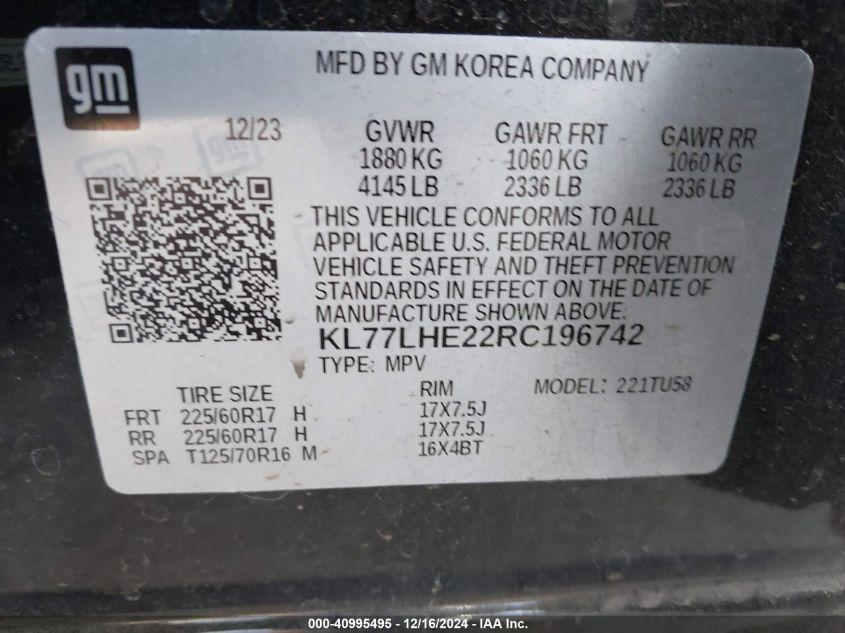 gm
MFD BY GM KOREA COMPANY
12/23
GVWR GAWR FRT GAWR RR
1880 KG 1060 KG 1060 KG
4145 LB 2336 LB 2336 LB
THIS VEHICLE CONFORMS TO ALL
APPLICABLE U.S. FEDERAL MOTOR
VEHICLE SAFETY AND THEFT PREVENTION
STANDARDS IN EFFECT ON THE DATE OF
MANUFACTURE SHOWN ABOVE.
KL77LHE22RC196742
TYPE: MPV
TIRE SIZE RIM MODEL: 221TU58
FRT 225/60R17 H 17X7.5J
RR 225/60R17 H 17X7.5J
SPA T125/70R16 M 16X4BT
000-40995495 - 12/16/2024 - IAA Inc.